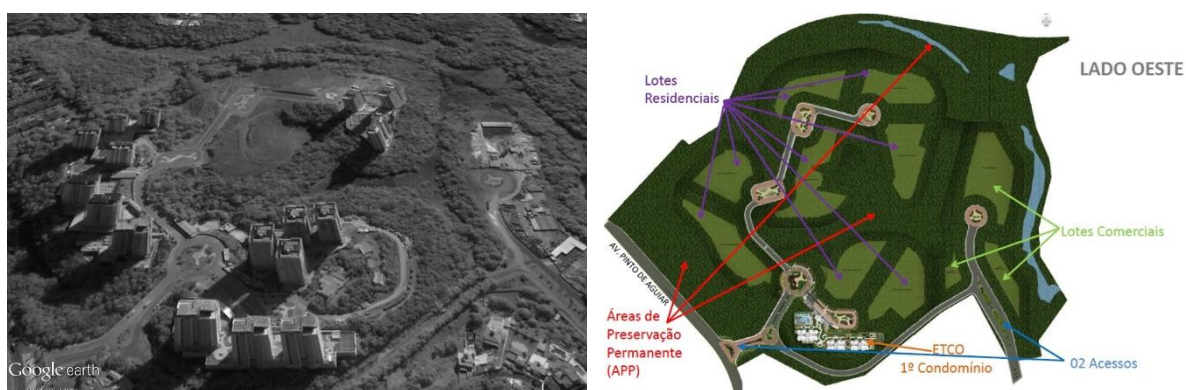 Google earth
LADO OESTE
Lotes
Residenciais
Lotes Comerciais
AV. PINTO DE AGUIAR
Áreas de
Preservação
Permanente
(APP)
ETCO
1º Condomínio
02 Acessos